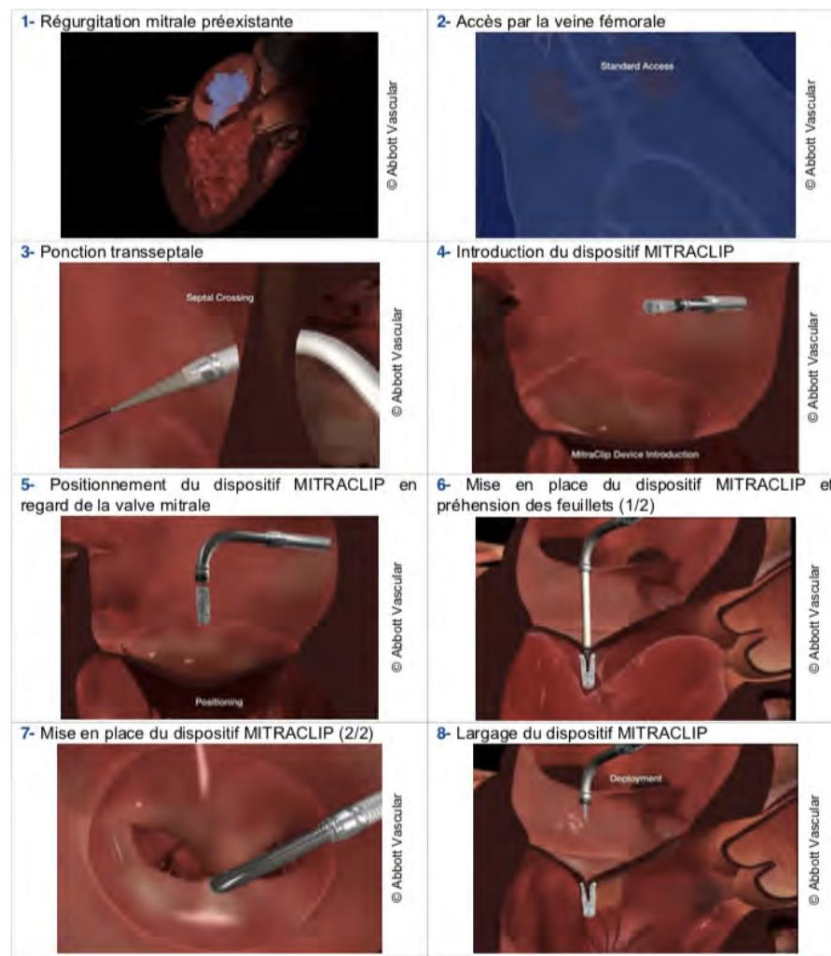 1- Régurgitation mitrale préexistante
© Abbott Vascular
2- Accès par la veine fémorale
Standard Access
© Abbott Vascular
3- Ponction transseptale
Septal Crossing
© Abbott Vascular
4- Introduction du dispositif MITRACLIP
MitraClip Device Introduction
© Abbott Vascular
5- Positionnement du dispositif MITRACLIP en
regard de la valve mitrale
Positioning
© Abbott Vascular
6- Mise en place du dispositif MITRACLIP et
préhension des feuillets (1/2)
© Abbott Vascular
7- Mise en place du dispositif MITRACLIP (2/2)
© Abbott Vascular
8- Largage du dispositif MITRACLIP
Deployment
© Abbott Vascular